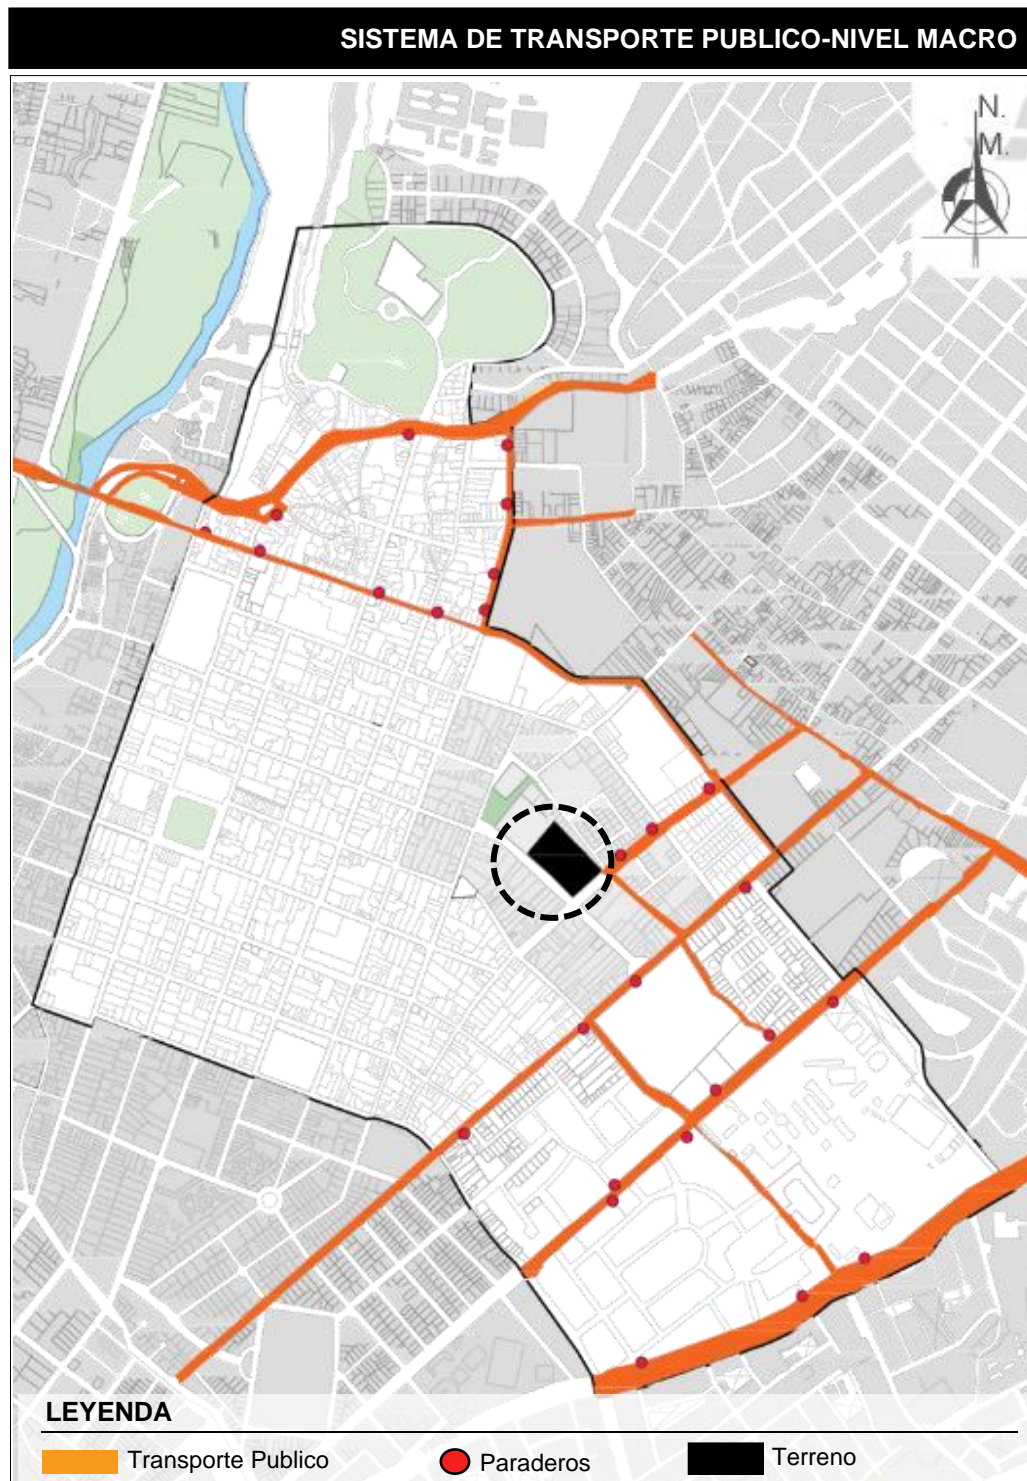 SISTEMA DE TRANSPORTE PUBLICO-NIVEL MACRO
N.
M.
LEYENDA
Transporte Publico
Paraderos
Terreno